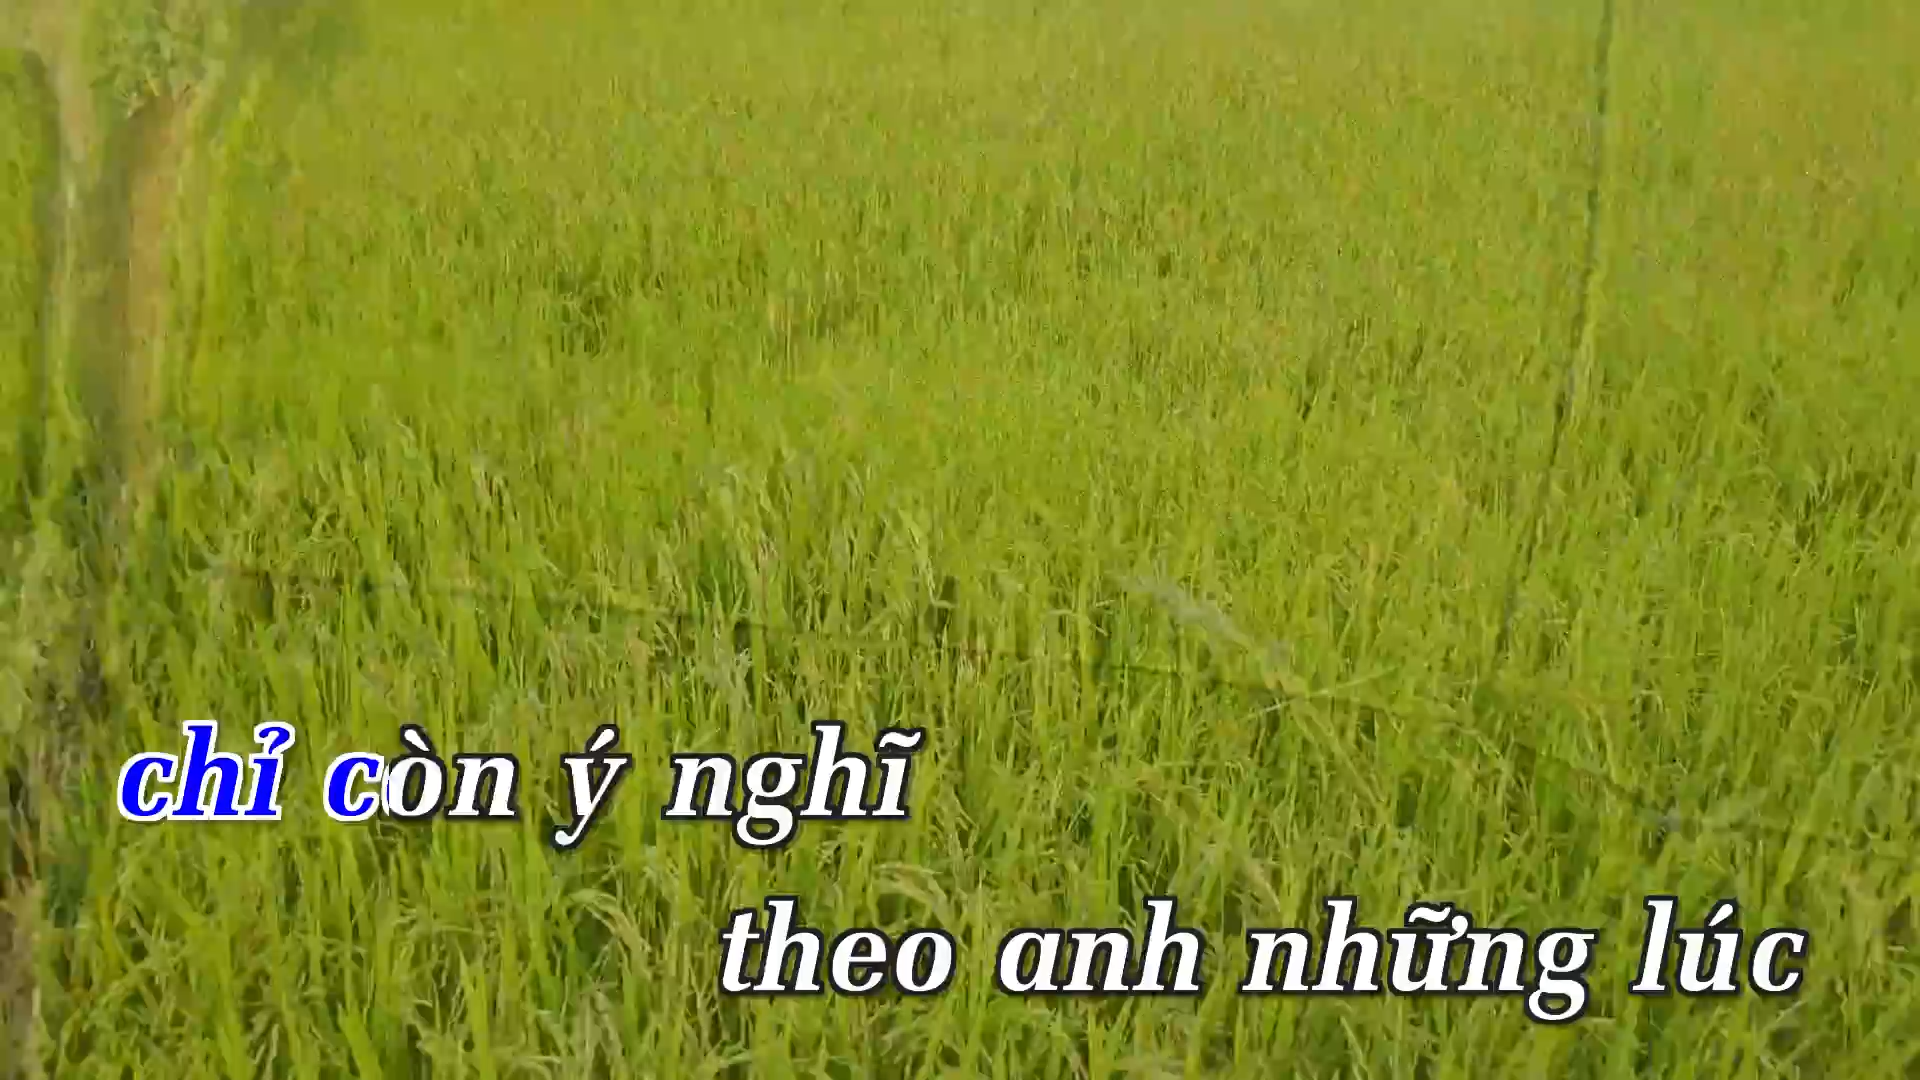 chỉ còn ý nghĩ
theo anh những lúc